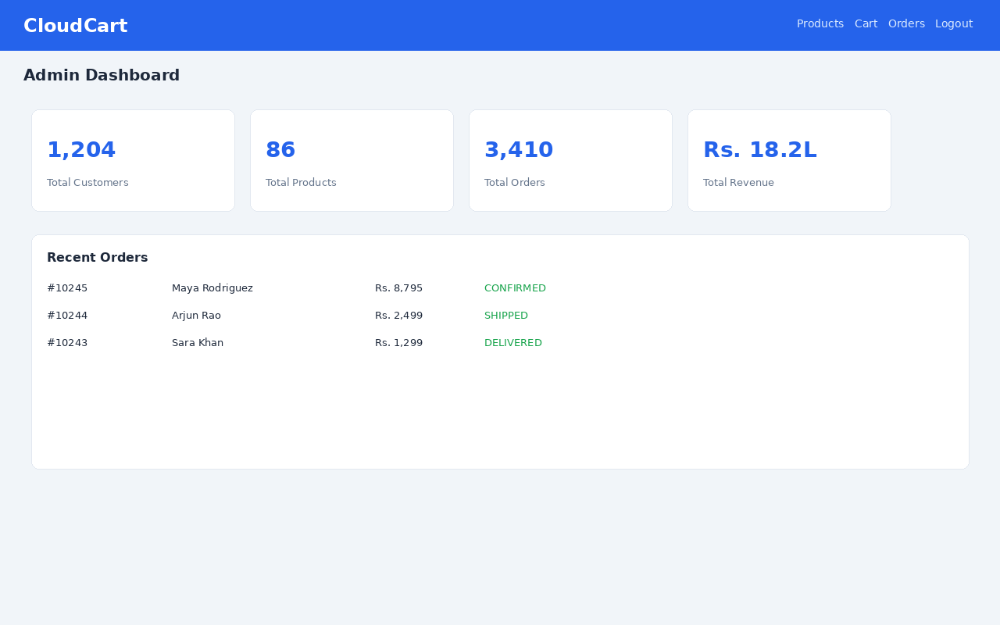 CloudCart
Products Cart Orders Logout
Admin Dashboard
1,204
Total Customers
86
Total Products
3,410
Total Orders
Rs. 18.2L
Total Revenue
Recent Orders
#10245 Maya Rodriguez Rs. 8,795 CONFIRMED
#10244 Arjun Rao Rs. 2,499 SHIPPED
#10243 Sara Khan Rs. 1,299 DELIVERED